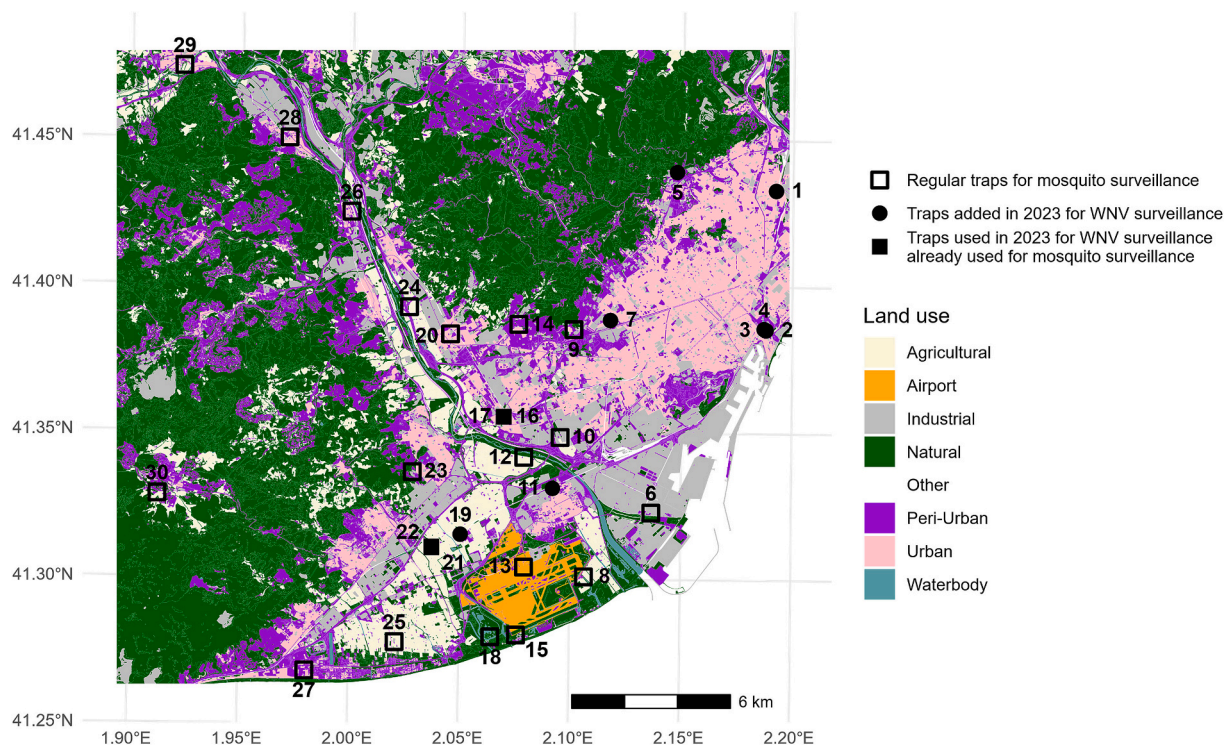 29
41.45°N
28
26
5
1
Regular traps for mosquito surveillance
Traps added in 2023 for WNV surveillance
Traps used in 2023 for WNV surveillance
already used for mosquito surveillance
41.40°N
24
20
14
9
7
4
3
2
Land use
Agricultural
Airport
Industrial
Natural
Other
Peri-Urban
Urban
Waterbody
41.35°N
17
16
10
12
23
30
11
6
19
22
21
41.30°N
13
8
25
18
15
27
6 km
41.25°N
1.90°E
1.95°E
2.00°E
2.05°E
2.10°E
2.15°E
2.20°E